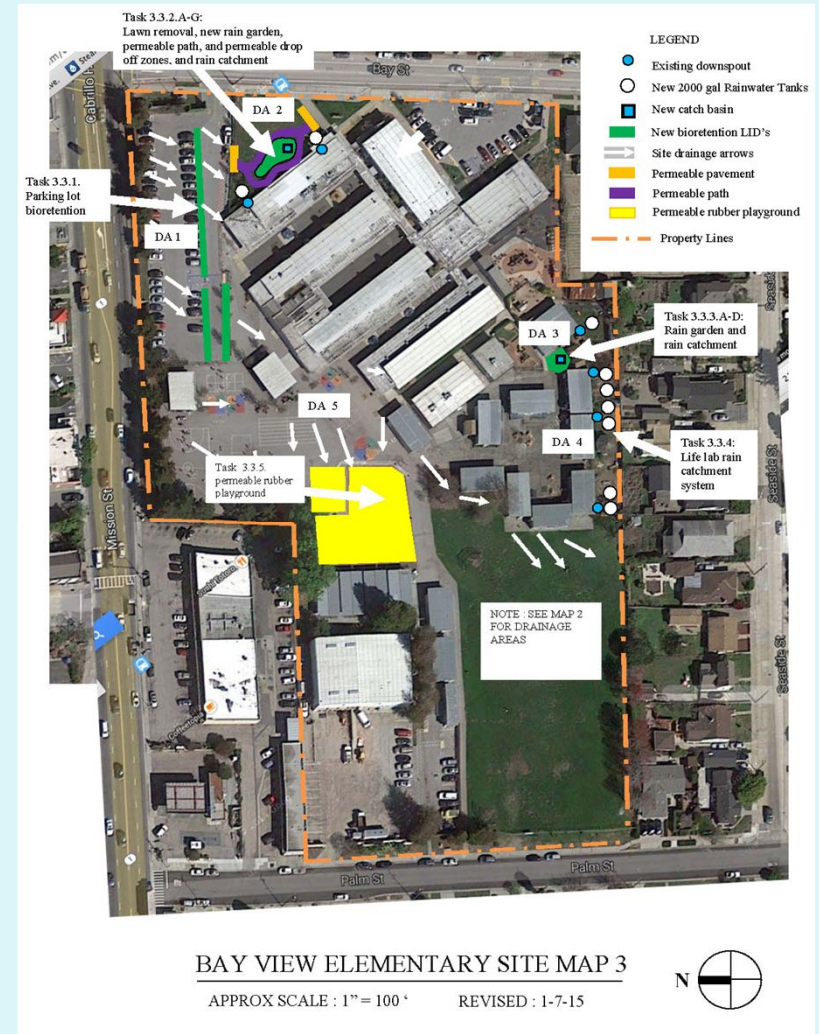 Task 3.3.2.A-G:
Lawn removal, new rain garden,
permeable path, and permeable drop
off zones, and rain catchment
LEGEND
Existing downspout
New 2000 gal Rainwater Tanks
New catch basin
New bioretention LID's
Site drainage arrows
Permeable pavement
Permeable path
Permeable rubber playground
Property Lines
Bay St
DA 2
Task 3.3.1.
Parking lot
bioretention
DA 1
DA 3
Task 3.3.3.A-D:
Rain garden and
rain catchment
DA 5
DA 4
Task 3.3.4:
Life lab rain
catchment
system
Task 3.3.5.
permeable rubber
playground
Mission St
Seaside St
NOTE : SEE MAP 2
FOR DRAINAGE
AREAS
Seaside St
Palm St
Palm St
BAY VIEW ELEMENTARY SITE MAP 3
APPROX SCALE : 1” = 100 ‘
REVISED : 1-7-15
N